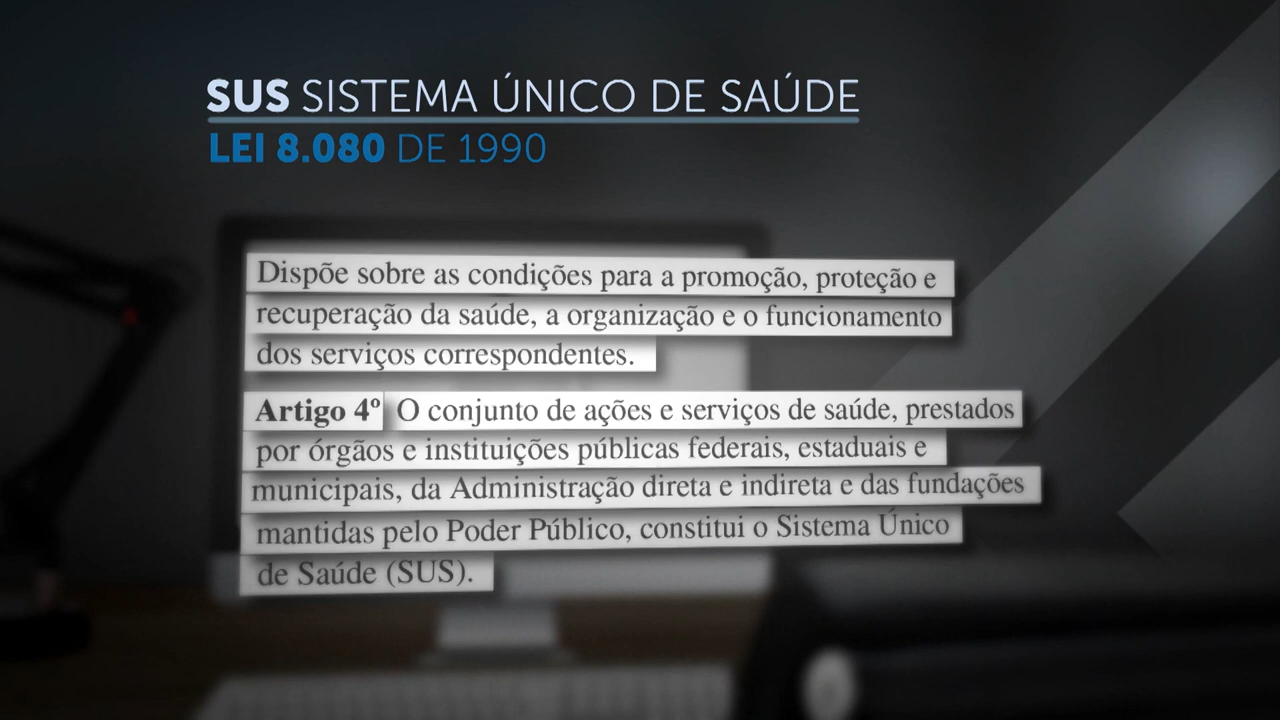 SUS SISTEMA ÚNICO DE SAÚDE
LEI 8.080 DE 1990
Dispõe sobre as condições para a promoção, proteção e
recuperação da saúde, a organização e o funcionamento
dos serviços correspondentes.
Artigo 4º O conjunto de ações e serviços de saúde, prestados
por órgãos e instituições públicas federais, estaduais e
municipais, da Administração direta e indireta e das fundações
mantidas pelo Poder Público, constitui o Sistema Único
de Saúde (SUS).